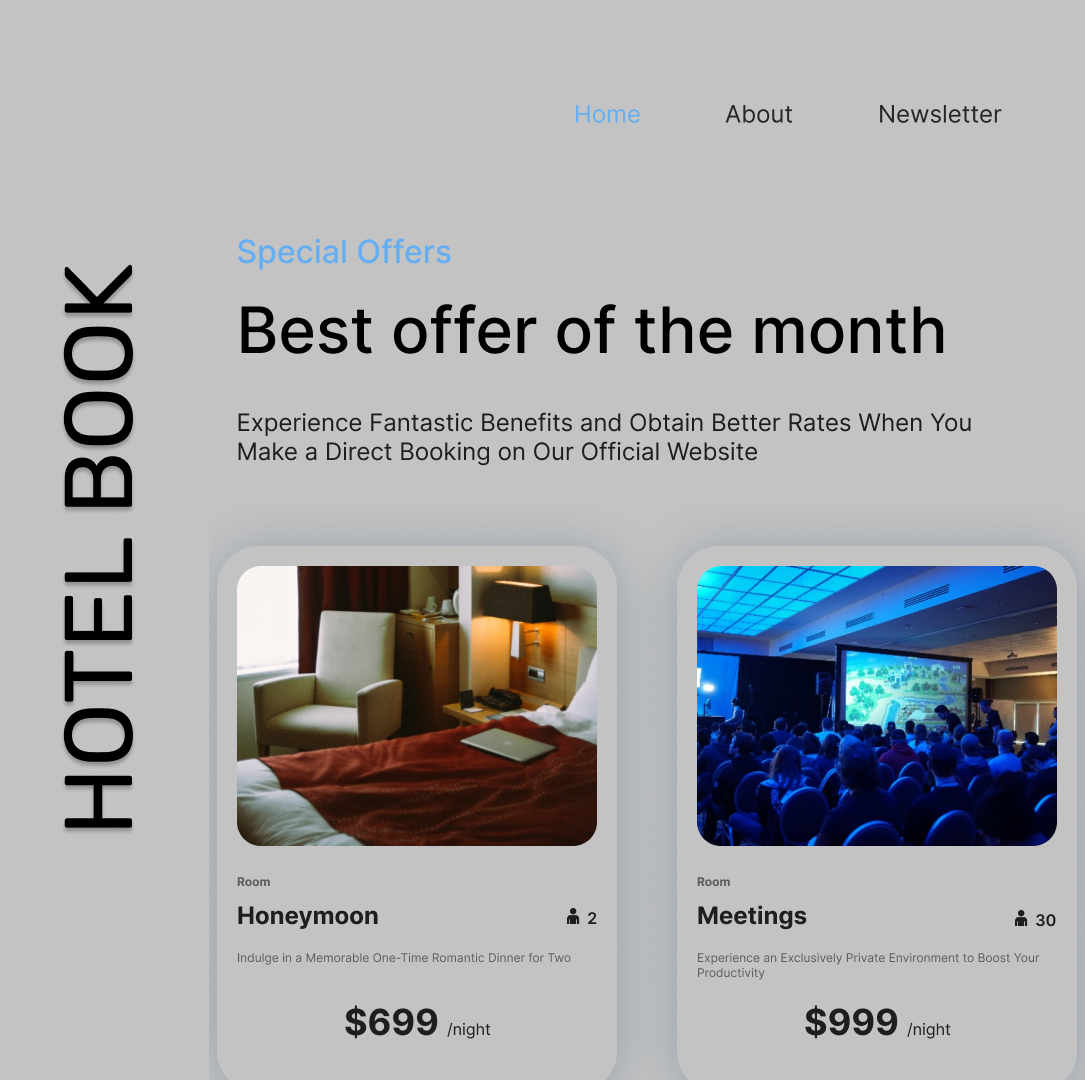 Home
About
Newsletter
HOTEL BOOK
Special Offers
Best offer of the month
Experience Fantastic Benefits and Obtain Better Rates When You
Make a Direct Booking on Our Official Website
Room
Honeymoon
2
Indulge in a Memorable One-Time Romantic Dinner for Two
$699 /night
Room
Meetings
30
Experience an Exclusively Private Environment to Boost Your
Productivity
$999 /night